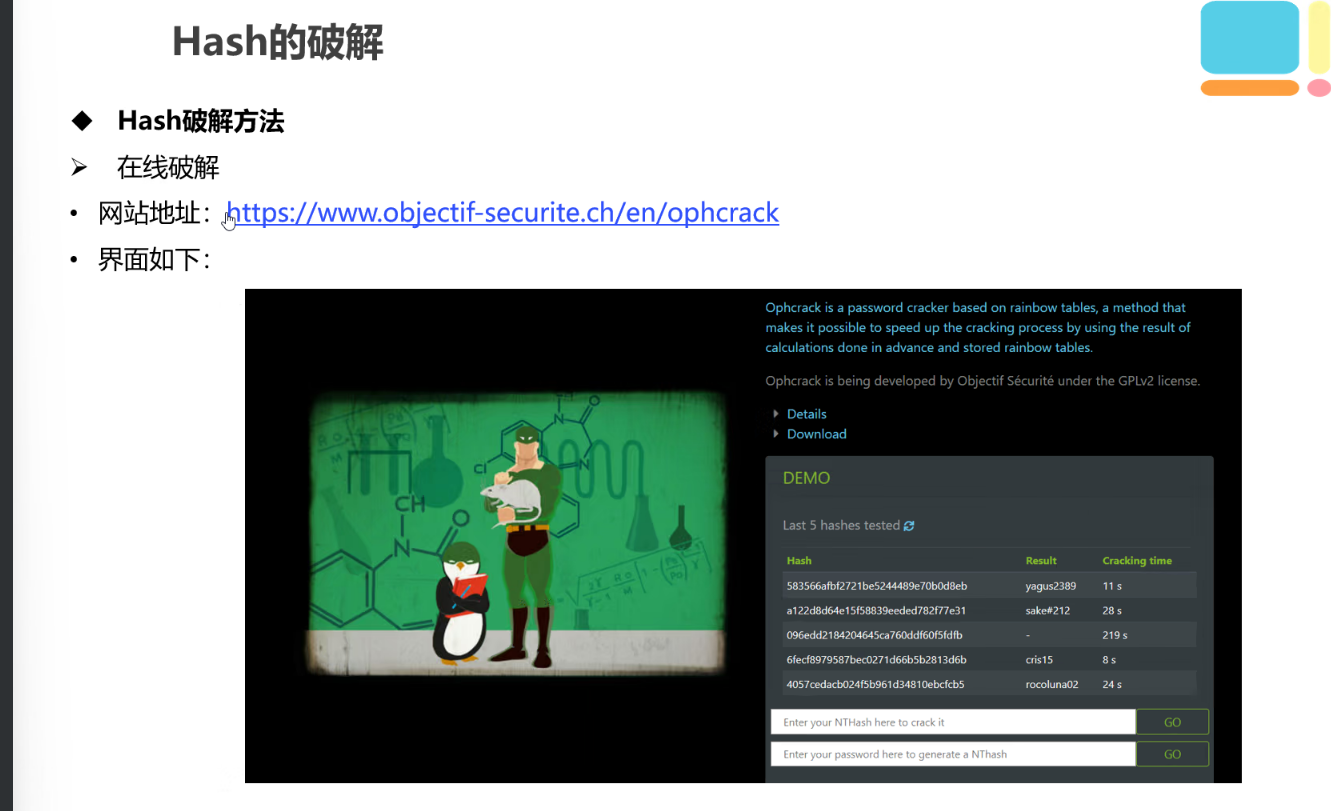 Hash的破解
◆ Hash破解方法
➢ 在线破解
• 网站地址：https://www.objectif-securite.ch/en/ophcrack
• 界面如下：
Ophcrack is a password cracker based on rainbow tables, a method that
makes it possible to speed up the cracking process by using the result of
calculations done in advance and stored rainbow tables.
Ophcrack is being developed by Objectif Sécurité under the GPLv2 license.
Details
Download
DEMO
Last 5 hashes tested
Hash Result Cracking time
583566afbf2721be5244489e70b0d8eb yagus2389 11 s
a122d8d64e15f58839eeded782f77e31 sake#212 28 s
096edd2184204645ca760ddf60f5fdfb - 219 s
6fecf8979587bec0271d66b5b2813d6b cris15 8 s
4057cedacb024f5b961d34810ebcfcb5 rocoluna02 24 s
Enter your NTHash here to crack it GO
Enter your password here to generate a NThash GO
CH
N
O
Cl
N
N